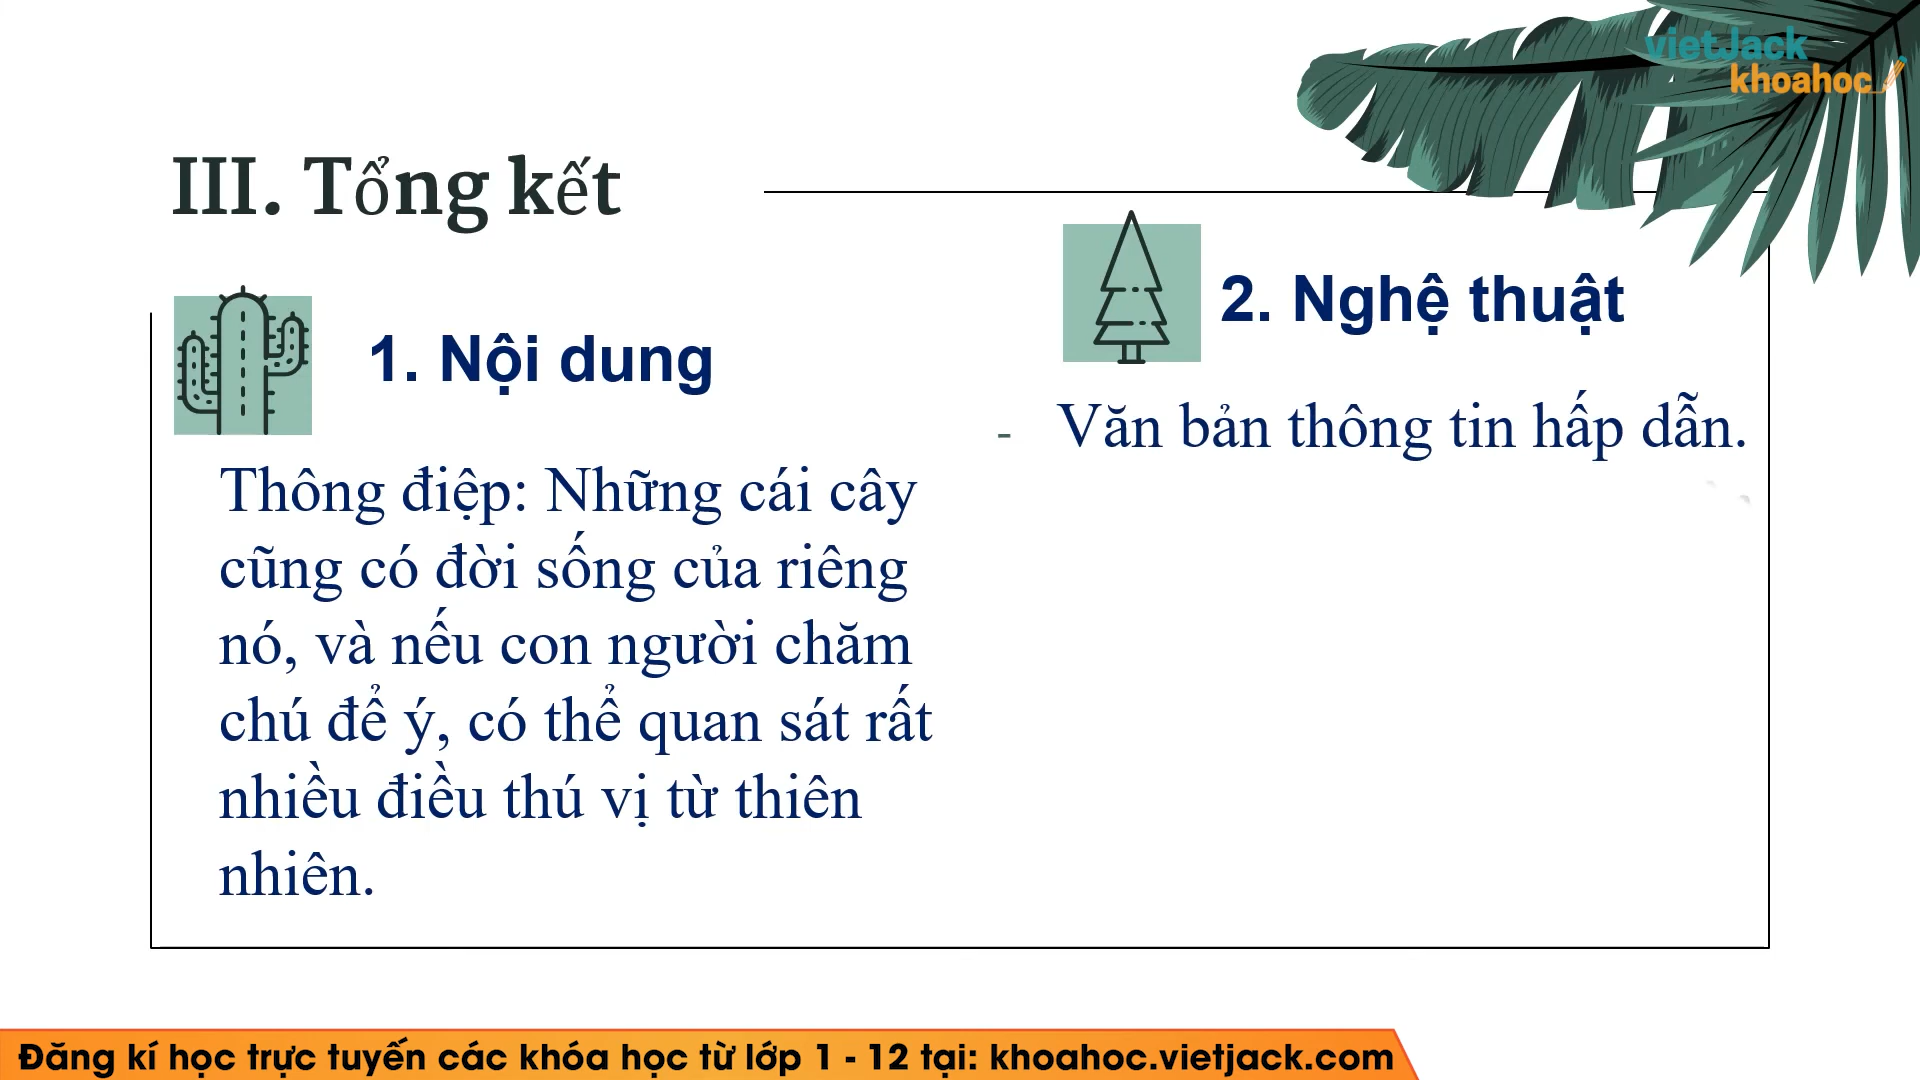 vietJack
khoahoc
III. Tổng kết
1. Nội dung
Thông điệp: Những cái cây
cũng có đời sống của riêng
nó, và nếu con người chăm
chú để ý, có thể quan sát rất
nhiều điều thú vị từ thiên
nhiên.
2. Nghệ thuật
- Văn bản thông tin hấp dẫn.
Đăng kí học trực tuyến các khóa học từ lớp 1 - 12 tại: khoahoc.vietjack.com